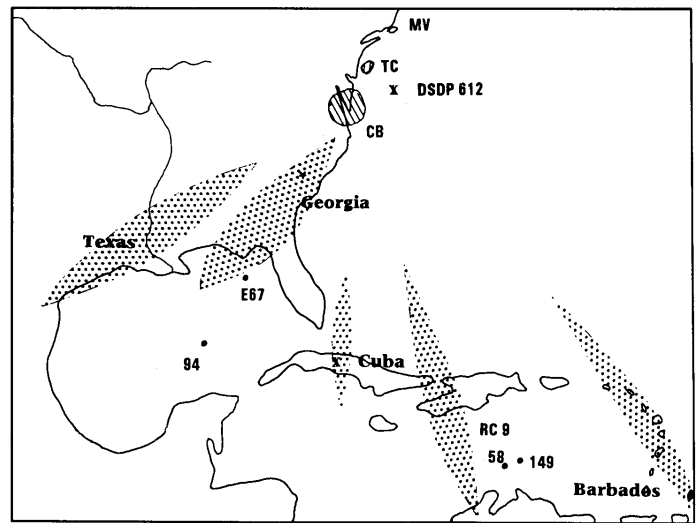 MV
TC
x DSDP 612
CB
x
Georgia
Texas
E67
94
x Cuba
RC 9
58 149
Barbados